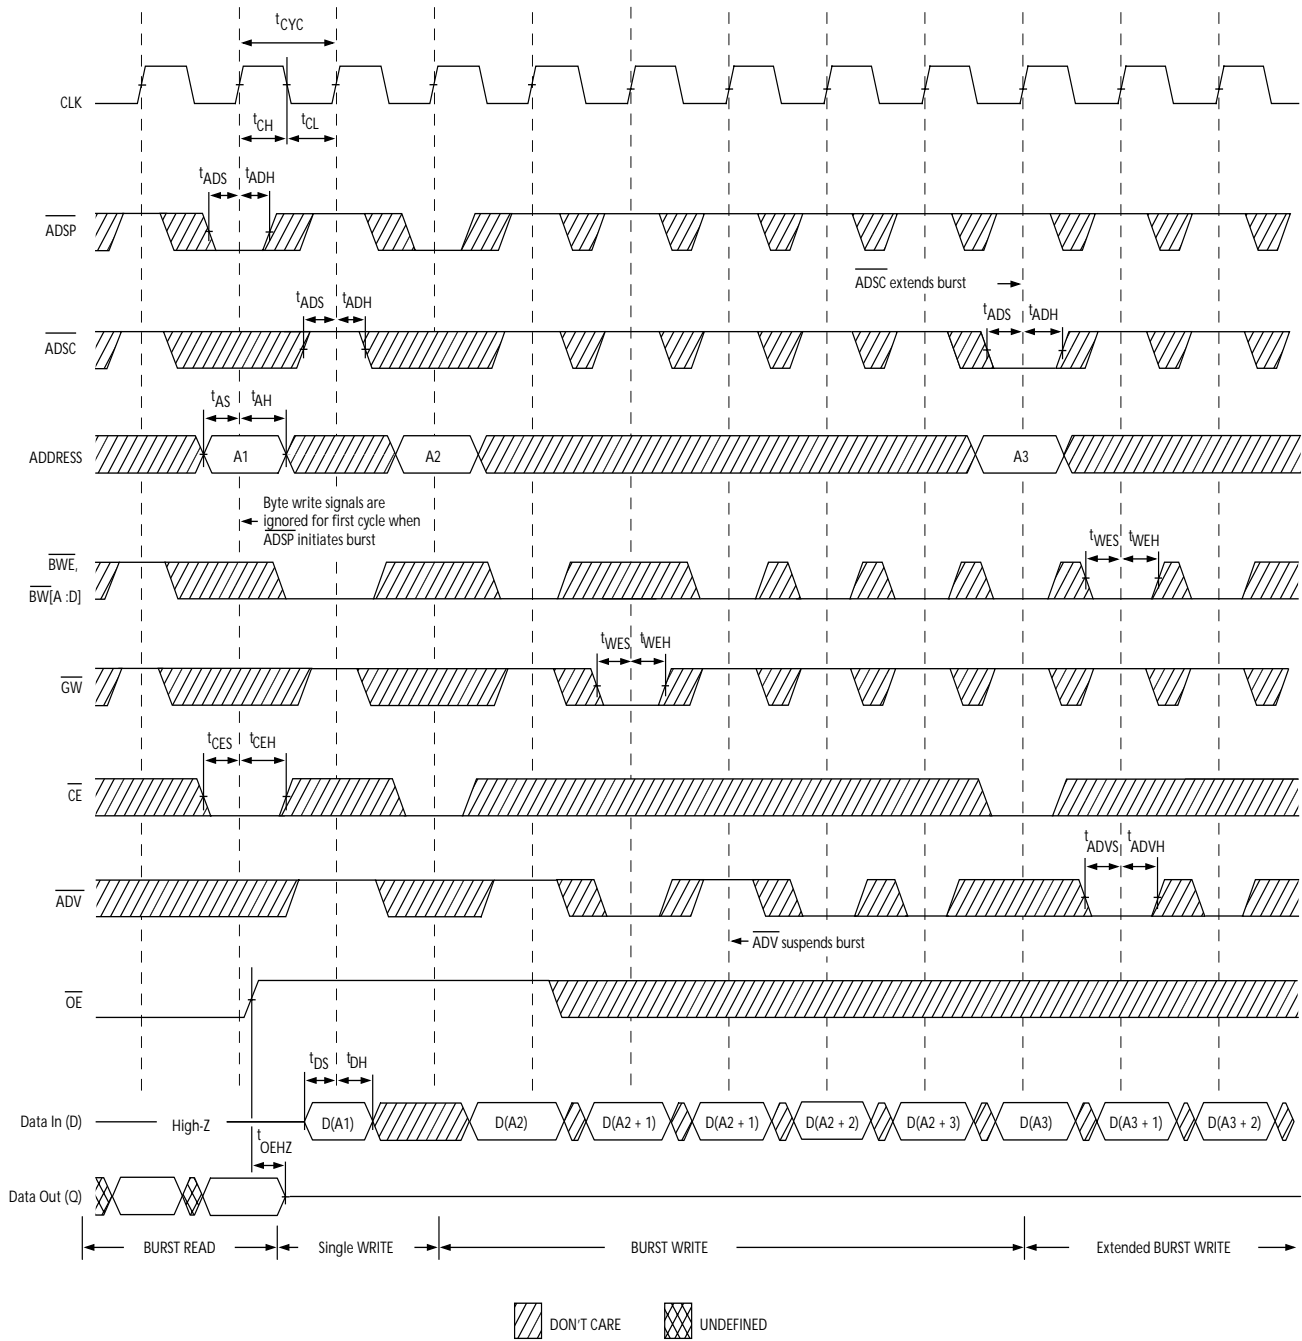 tCYC
CLK
tCH
tCL
tADS
tADH
ADSP
ADSC extends burst
tADS
tADH
tADS
tADH
ADSC
tAS
tAH
ADDRESS
A1
A2
A3
Byte write signals are
ignored for first cycle when
ADSP initiates burst
tWES
tWEH
BWE,
BW[A :D]
tWES
tWEH
GW
tCES
tCEH
CE
tADVS
tADVH
ADV
ADV suspends burst
OE
tDS
tDH
Data In (D)
High-Z
D(A1)
D(A2)
D(A2 + 1)
D(A2 + 1)
D(A2 + 2)
D(A2 + 3)
D(A3)
D(A3 + 1)
D(A3 + 2)
tOEHZ
Data Out (Q)
BURST READ
Single WRITE
BURST WRITE
Extended BURST WRITE
DON'T CARE
UNDEFINED